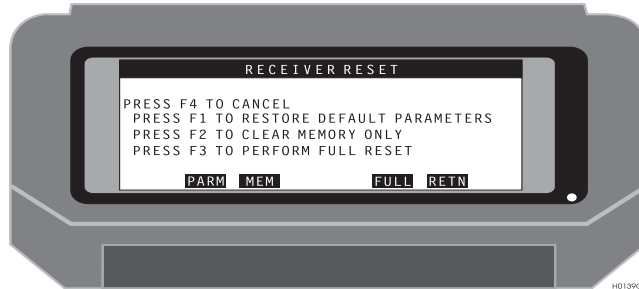 RECEIVER RESET
PRESS F4 TO CANCEL
PRESS F1 TO RESTORE DEFAULT PARAMETERS
PRESS F2 TO CLEAR MEMORY ONLY
PRESS F3 TO PERFORM FULL RESET
PARM MEM FULL RETN